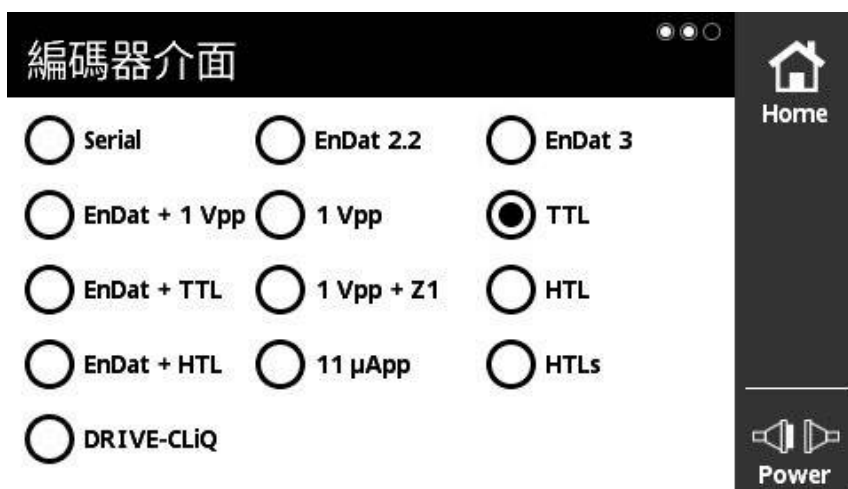 編碼器介面
Home
Serial
EnDat 2.2
EnDat 3
EnDat + 1 Vpp
1 Vpp
TTL
EnDat + TTL
1 Vpp + Z1
HTL
EnDat + HTL
11 µApp
HTLs
DRIVE-CLiQ
Power